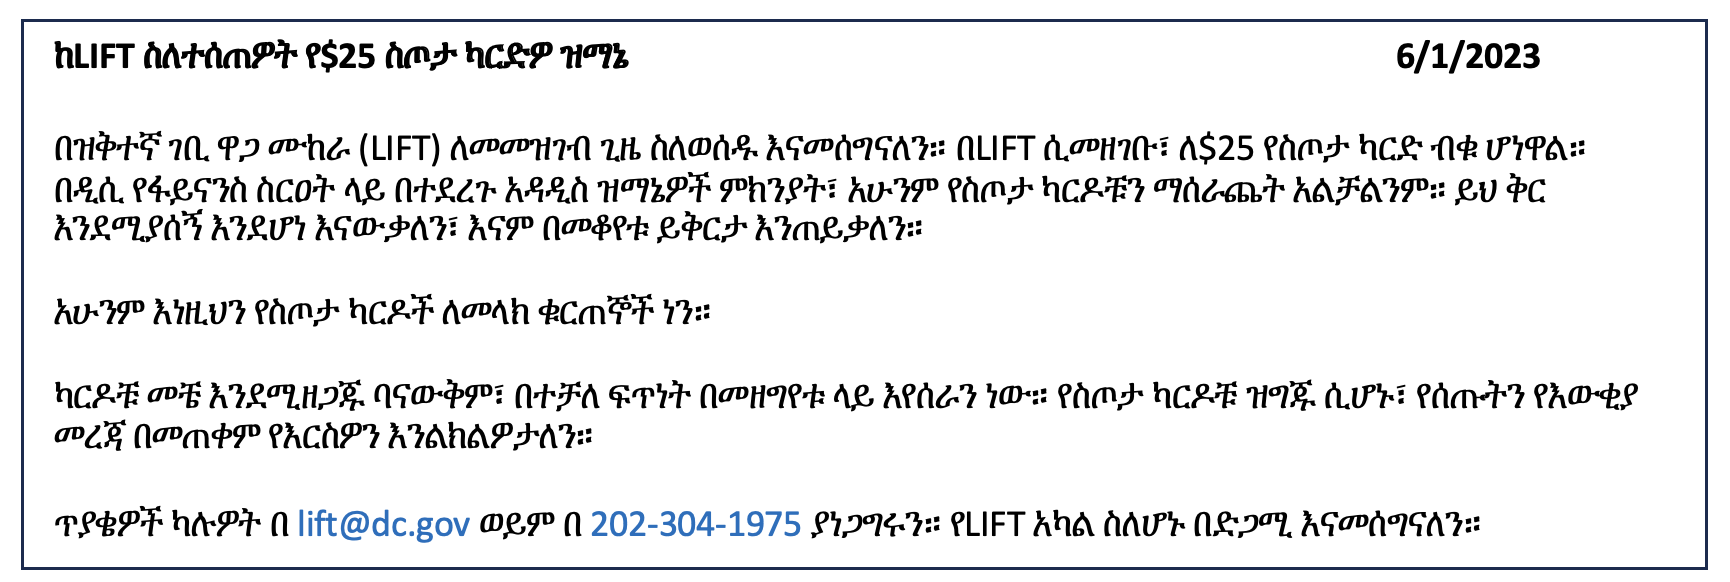 ከLIFT ስለተሰጠዎት የ$25 ስጦታ ካርድዎ ዝማኔ 6/1/2023
በዝቅተኛ ገቢ ዋጋ ሙከራ (LIFT) ለመመዝገብ ጊዜ ስለወሰዱ እናመሰግናለን። በLIFT ሲመዘገቡ፣ ለ$25 የስጦታ ካርድ ብቁ ሆነዋል።
በዲሲ የፋይናንስ ስርዐት ላይ በተደረጉ አዳዲስ ዝማኔዎች ምክንያት፣ አሁንም የስጦታ ካርዶቹን ማሰራጨት አልቻልንም። ይህ ቅር
እንደሚያሰኝ እንደሆነ እናውቃለን፣ እናም በመቆየቱ ይቅርታ እንጠይቃለን።
አሁንም እነዚህን የስጦታ ካርዶች ለመላክ ቁርጠኞች ነን።
ካርዶቹ መቼ እንደሚዘጋጁ ባናውቅም፣ በተቻለ ፍጥነት በመዘግየቱ ላይ እየሰራን ነው። የስጦታ ካርዶቹ ዝግጁ ሲሆኑ፣ የሰጡትን የእውቂያ
መረጃ በመጠቀም የእርስዎን እንልክልዎታለን።
ጥያቄዎች ካሉዎት በ lift@dc.gov ወይም በ 202-304-1975 ያነጋግሩን። የLIFT አካል ስለሆኑ በድጋሚ እናመሰግናለን።